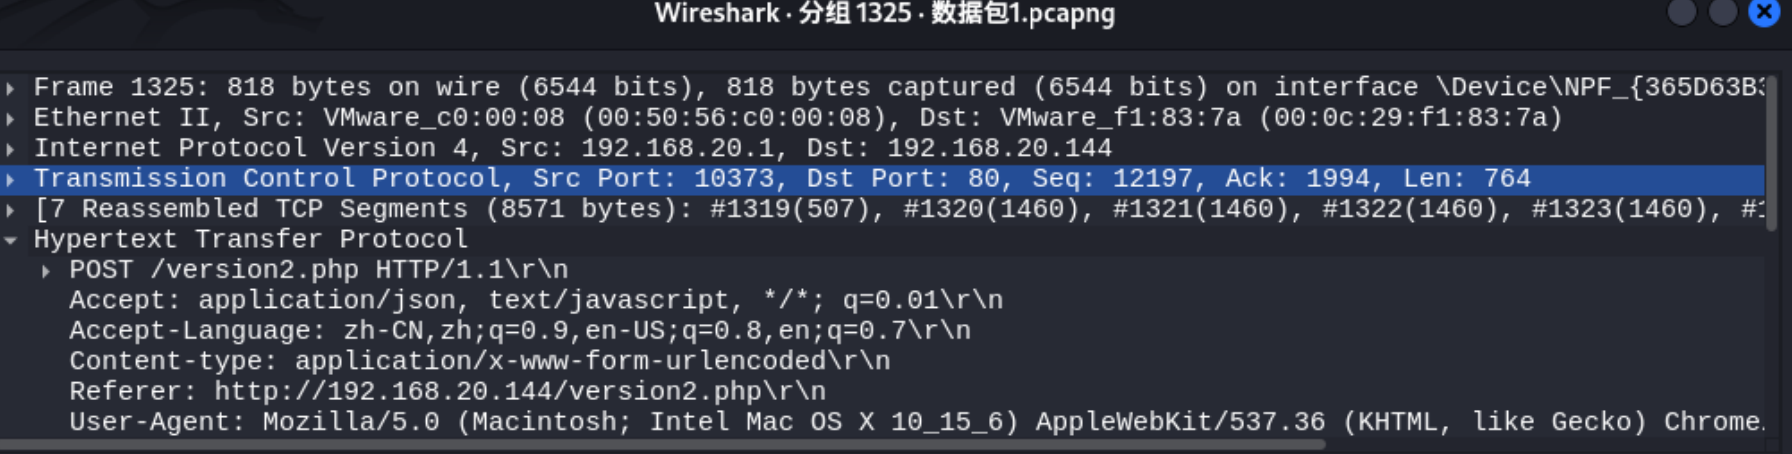 Wireshark · 分组 1325 · 数据包1.pcapng
Frame 1325: 818 bytes on wire (6544 bits), 818 bytes captured (6544 bits) on interface \Device\NPF_{365D63B3
Ethernet II, Src: VMware_c0:00:08 (00:50:56:c0:00:08), Dst: VMware_f1:83:7a (00:0c:29:f1:83:7a)
Internet Protocol Version 4, Src: 192.168.20.1, Dst: 192.168.20.144
Transmission Control Protocol, Src Port: 10373, Dst Port: 80, Seq: 12197, Ack: 1994, Len: 764
[7 Reassembled TCP Segments (8571 bytes): #1319(507), #1320(1460), #1321(1460), #1322(1460), #1323(1460), #1
Hypertext Transfer Protocol
POST /version2.php HTTP/1.1\r\n
Accept: application/json, text/javascript, */*; q=0.01\r\n
Accept-Language: zh-CN,zh;q=0.9,en-US;q=0.8,en;q=0.7\r\n
Content-type: application/x-www-form-urlencoded\r\n
Referer: http://192.168.20.144/version2.php\r\n
User-Agent: Mozilla/5.0 (Macintosh; Intel Mac OS X 10_15_6) AppleWebKit/537.36 (KHTML, like Gecko) Chrome.